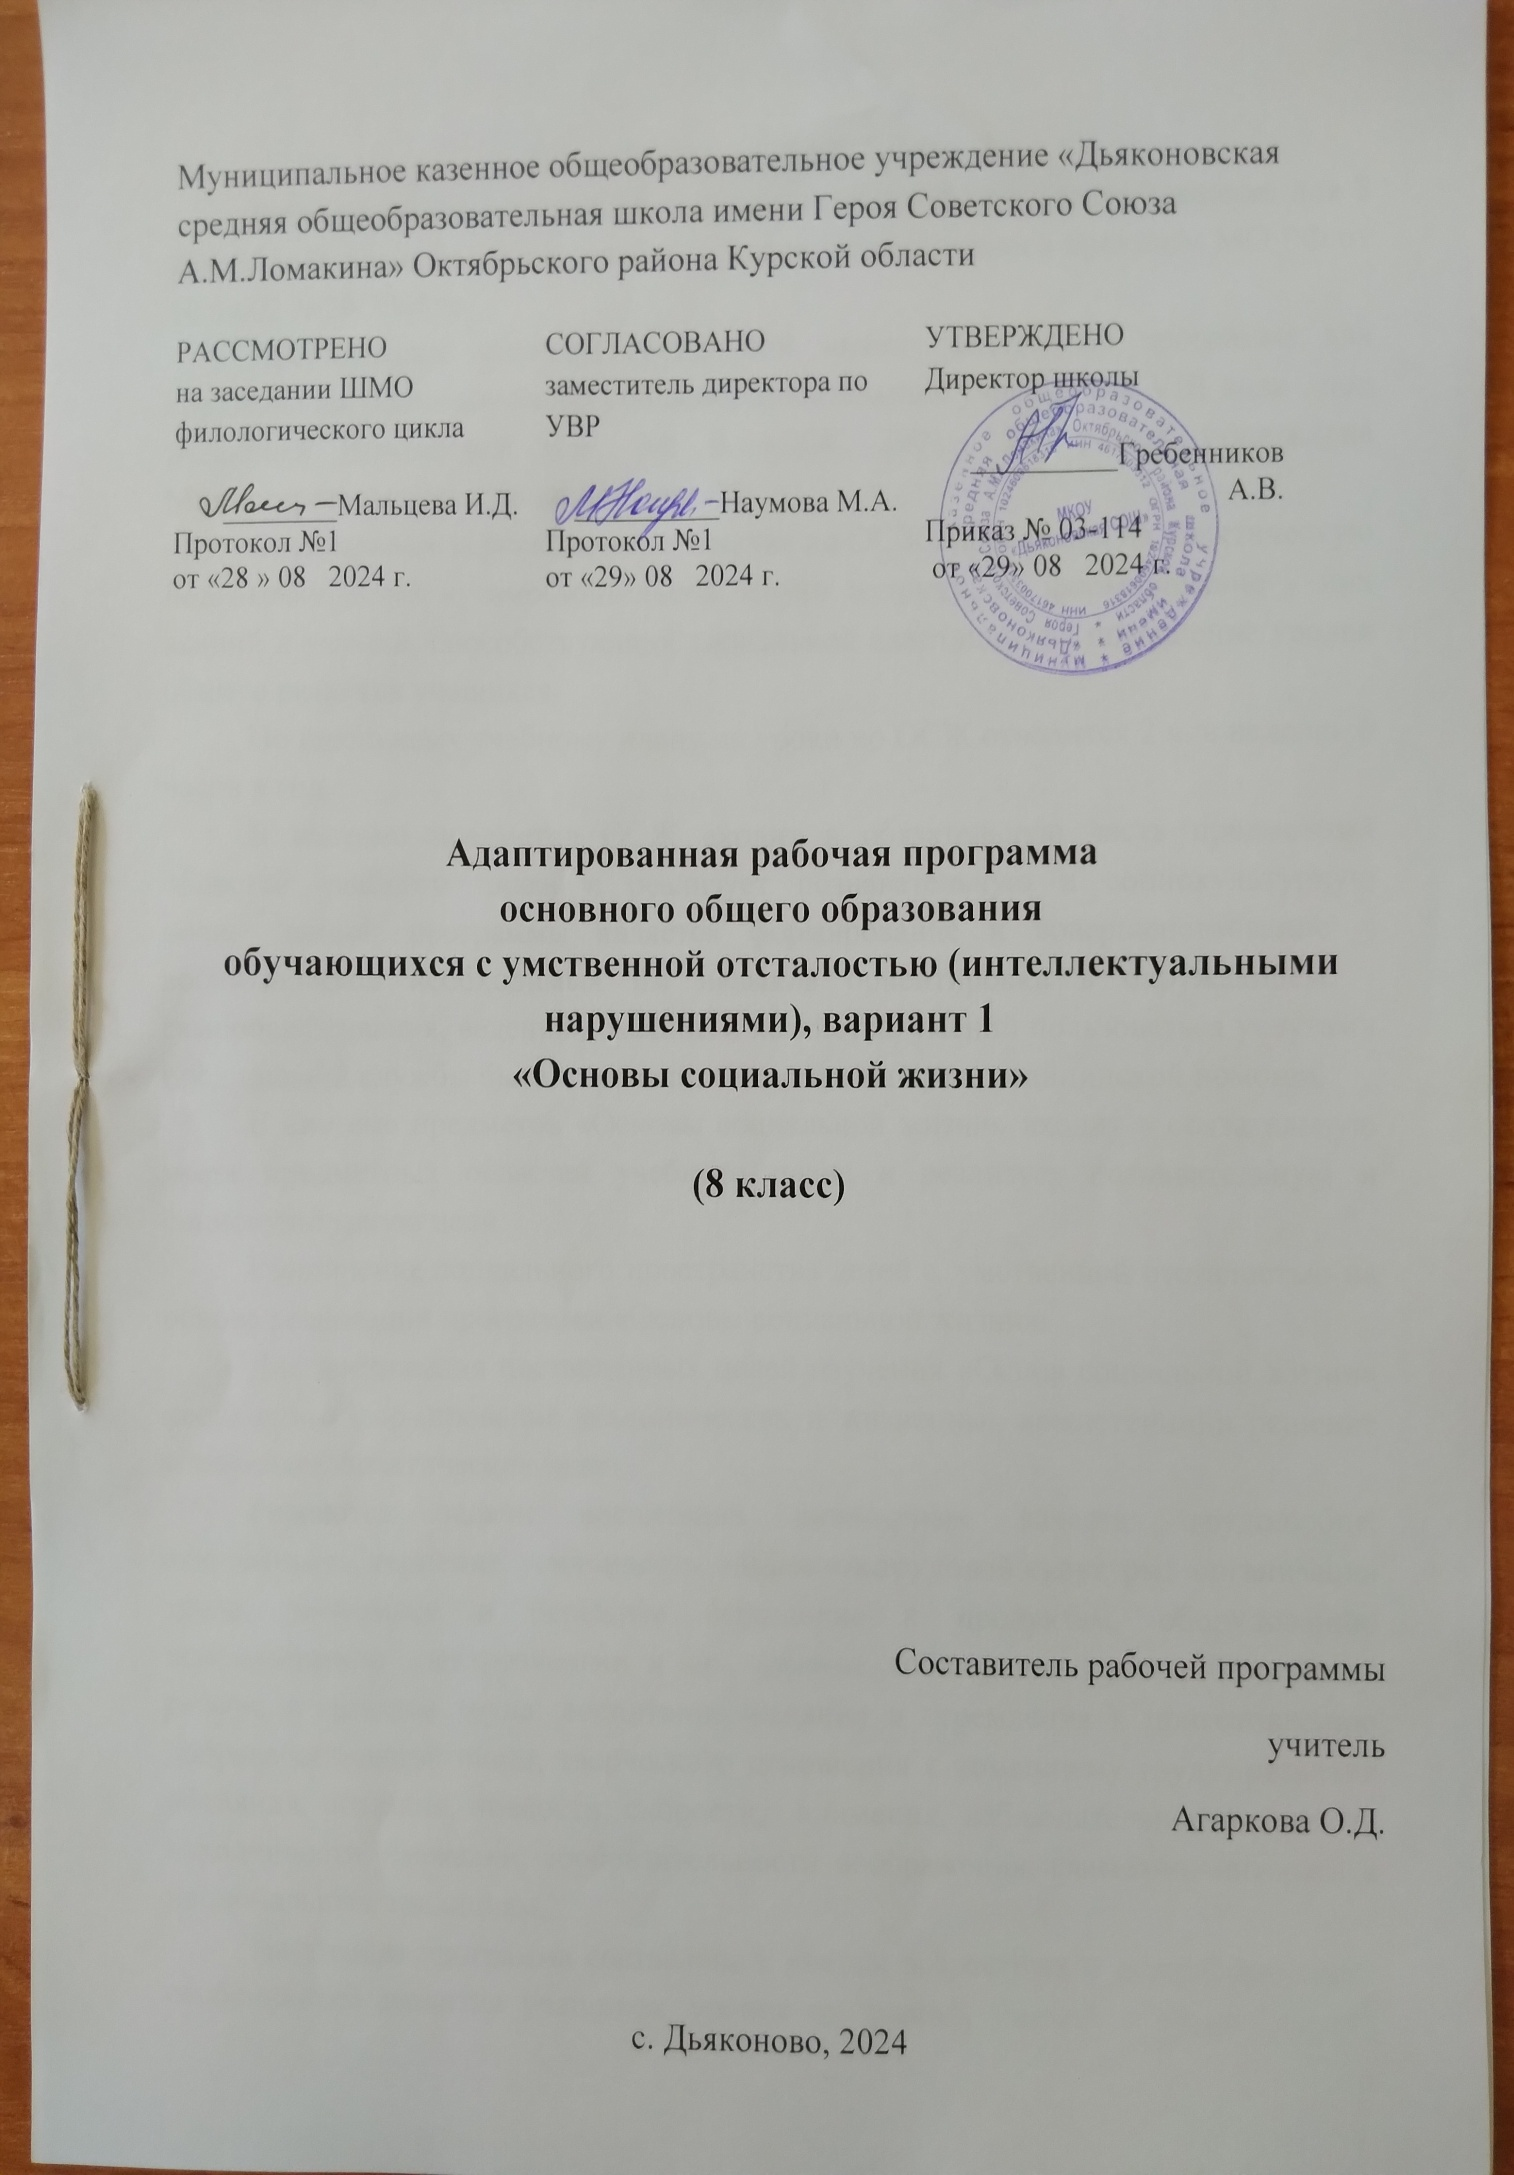 Муниципальное казенное общеобразовательное учреждение «Дьяконовская
средняя общеобразовательная школа имени Героя Советского Союза
А.М.Ломакина» Октябрьского района Курской области
РАССМОТРЕНО
на заседании ШМО
филологического цикла
Мальцева И.Д.
Протокол №1
от «28 » 08 2024 г.
СОГЛАСОВАНО
заместитель директора по
УВР
Наумова М.А.
Протокол №1
от «29» 08 2024 г.
УТВЕРЖДЕНО
Директор школы
Гребенников
А.В.
Приказ № 03-114
от «29» 08 2024 г.
МКОУ
«Дьяконовская СОШ»
Адаптированная рабочая программа
основного общего образования
обучающихся с умственной отсталостью (интеллектуальными
нарушениями), вариант 1
«Основы социальной жизни»
(8 класс)
Составитель рабочей программы
учитель
Агаркова О.Д.
с. Дьяконово, 2024